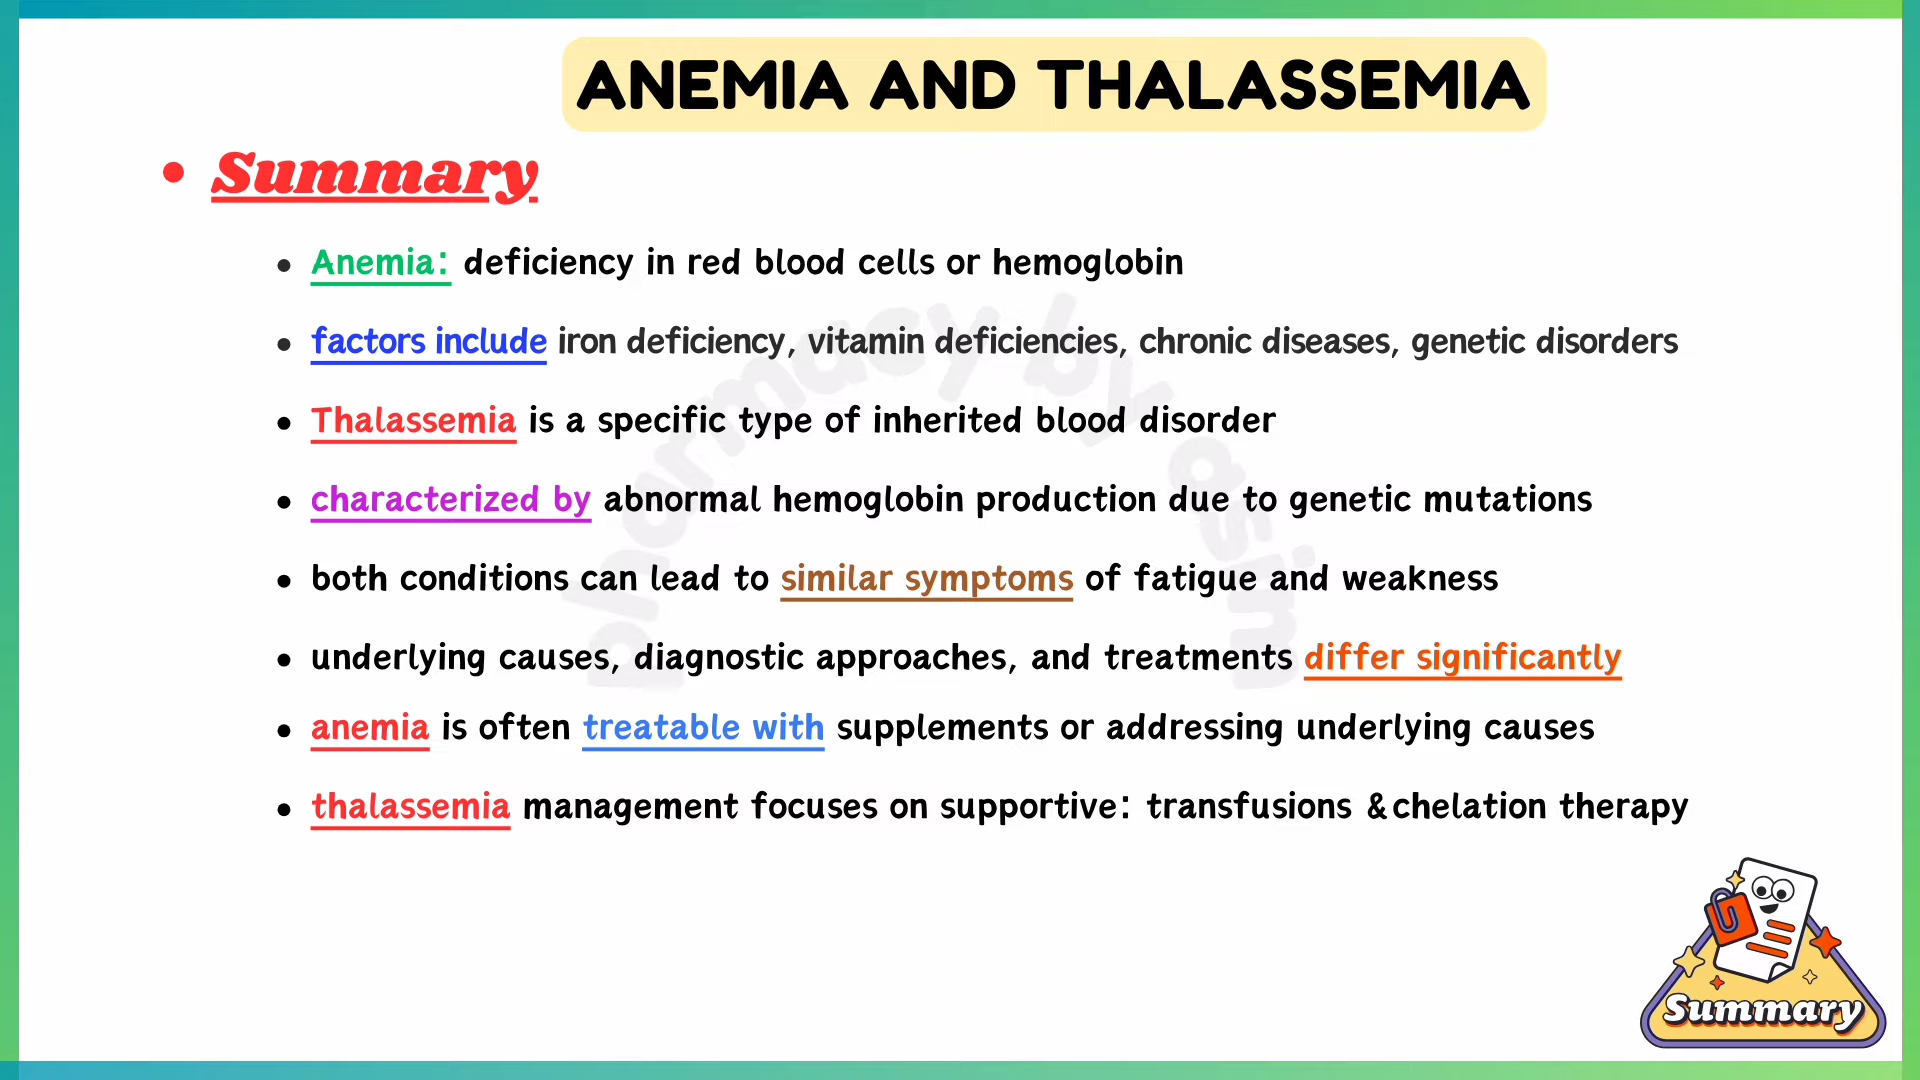 ANEMIA AND THALASSEMIA
• Summary
• Anemia: deficiency in red blood cells or hemoglobin
• factors include iron deficiency, vitamin deficiencies, chronic diseases, genetic disorders
• Thalassemia is a specific type of inherited blood disorder
• characterized by abnormal hemoglobin production due to genetic mutations
• both conditions can lead to similar symptoms of fatigue and weakness
• underlying causes, diagnostic approaches, and treatments differ significantly
• anemia is often treatable with supplements or addressing underlying causes
• thalassemia management focuses on supportive: transfusions & chelation therapy
pharmacy by asim
Summary